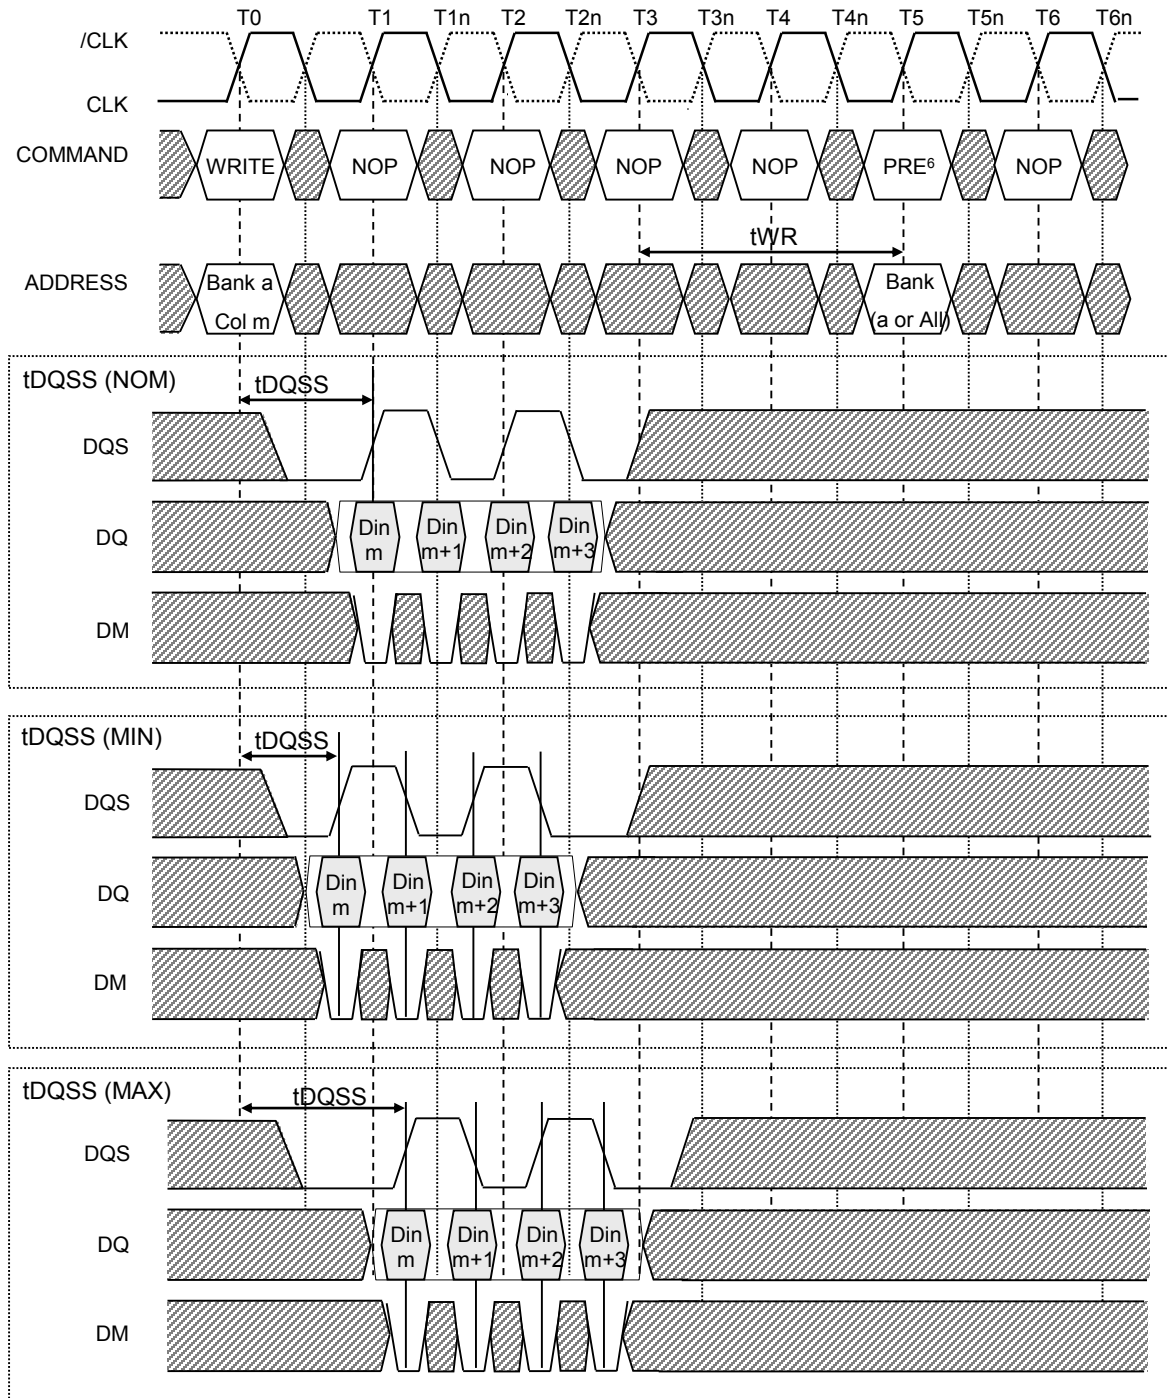 T0 T1 T1n T2 T2n T3 T3n T4 T4n T5 T5n T6 T6n
/CLK
CLK
COMMAND WRITE NOP NOP NOP NOP PRE⁶ NOP
tWR
ADDRESS Bank a Bank
Col m (a or All)
tDQSS (NOM)
tDQSS
DQS
DQ Din Din Din Din
m m+1 m+2 m+3
DM
tDQSS (MIN)
tDQSS
DQS
DQ Din Din Din Din
m m+1 m+2 m+3
DM
tDQSS (MAX)
tDQSS
DQS
DQ Din Din Din Din
m m+1 m+2 m+3
DM